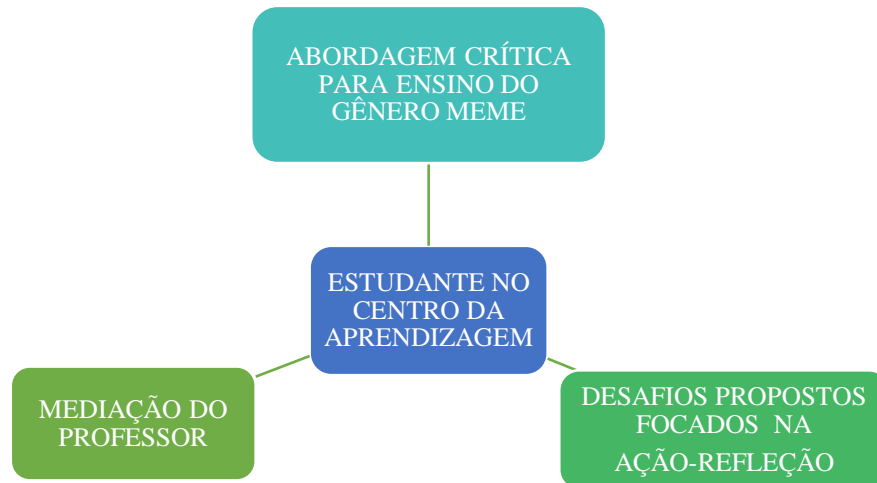 ABORDAGEM CRÍTICA
PARA ENSINO DO
GÊNERO MEME
ESTUDANTE NO
CENTRO DA
APRENDIZAGEM
MEDIAÇÃO DO
PROFESSOR
DESAFIOS PROPOSTOS
FOCADOS NA
AÇÃO-REFLEÇÃO